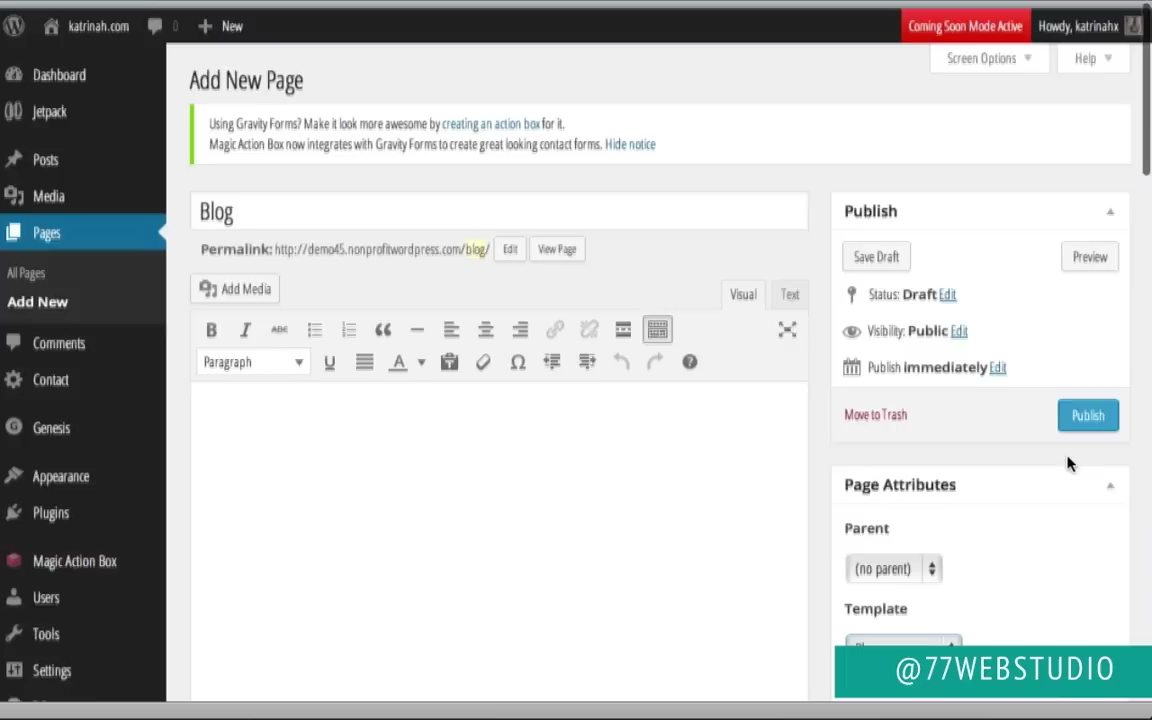 katrinah.com 0 New Coming Soon Mode Active Howdy, katrinahx
Screen Options Help
Dashboard
Jetpack
Posts
Media
Pages
All Pages
Add New
Comments
Contact
Genesis
Appearance
Plugins
Magic Action Box
Users
Tools
Settings
Add New Page
Using Gravity Forms? Make it look more awesome by creating an action box for it.
Magic Action Box now integrates with Gravity Forms to create great looking contact forms. Hide notice
Blog
Permalink: http://demo45.nonprofitwordpress.com/blog/ Edit View Page
Add Media
Visual Text
B I ABC
Paragraph U A Ω
Publish
Save Draft Preview
Status: Draft Edit
Visibility: Public Edit
Publish immediately Edit
Move to Trash Publish
Page Attributes
Parent
(no parent)
Template
@77WEBSTUDIO